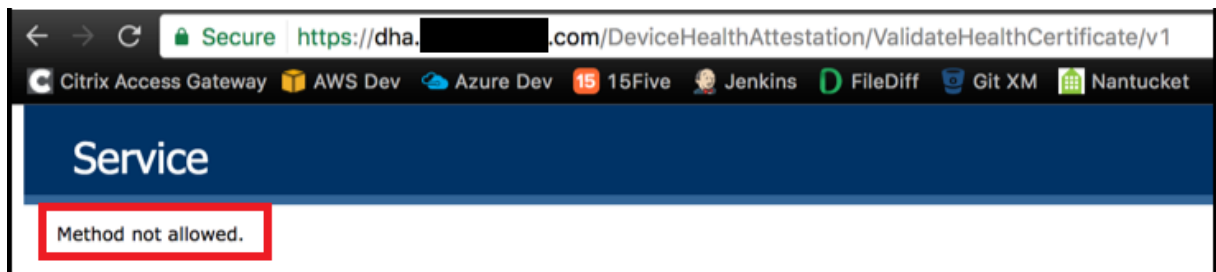 Secure https://dha. .com/DeviceHealthAttestation/ValidateHealthCertificate/v1
Citrix Access Gateway AWS Dev Azure Dev 15 15Five Jenkins D FileDiff Git XM Nantucket
Service
Method not allowed.